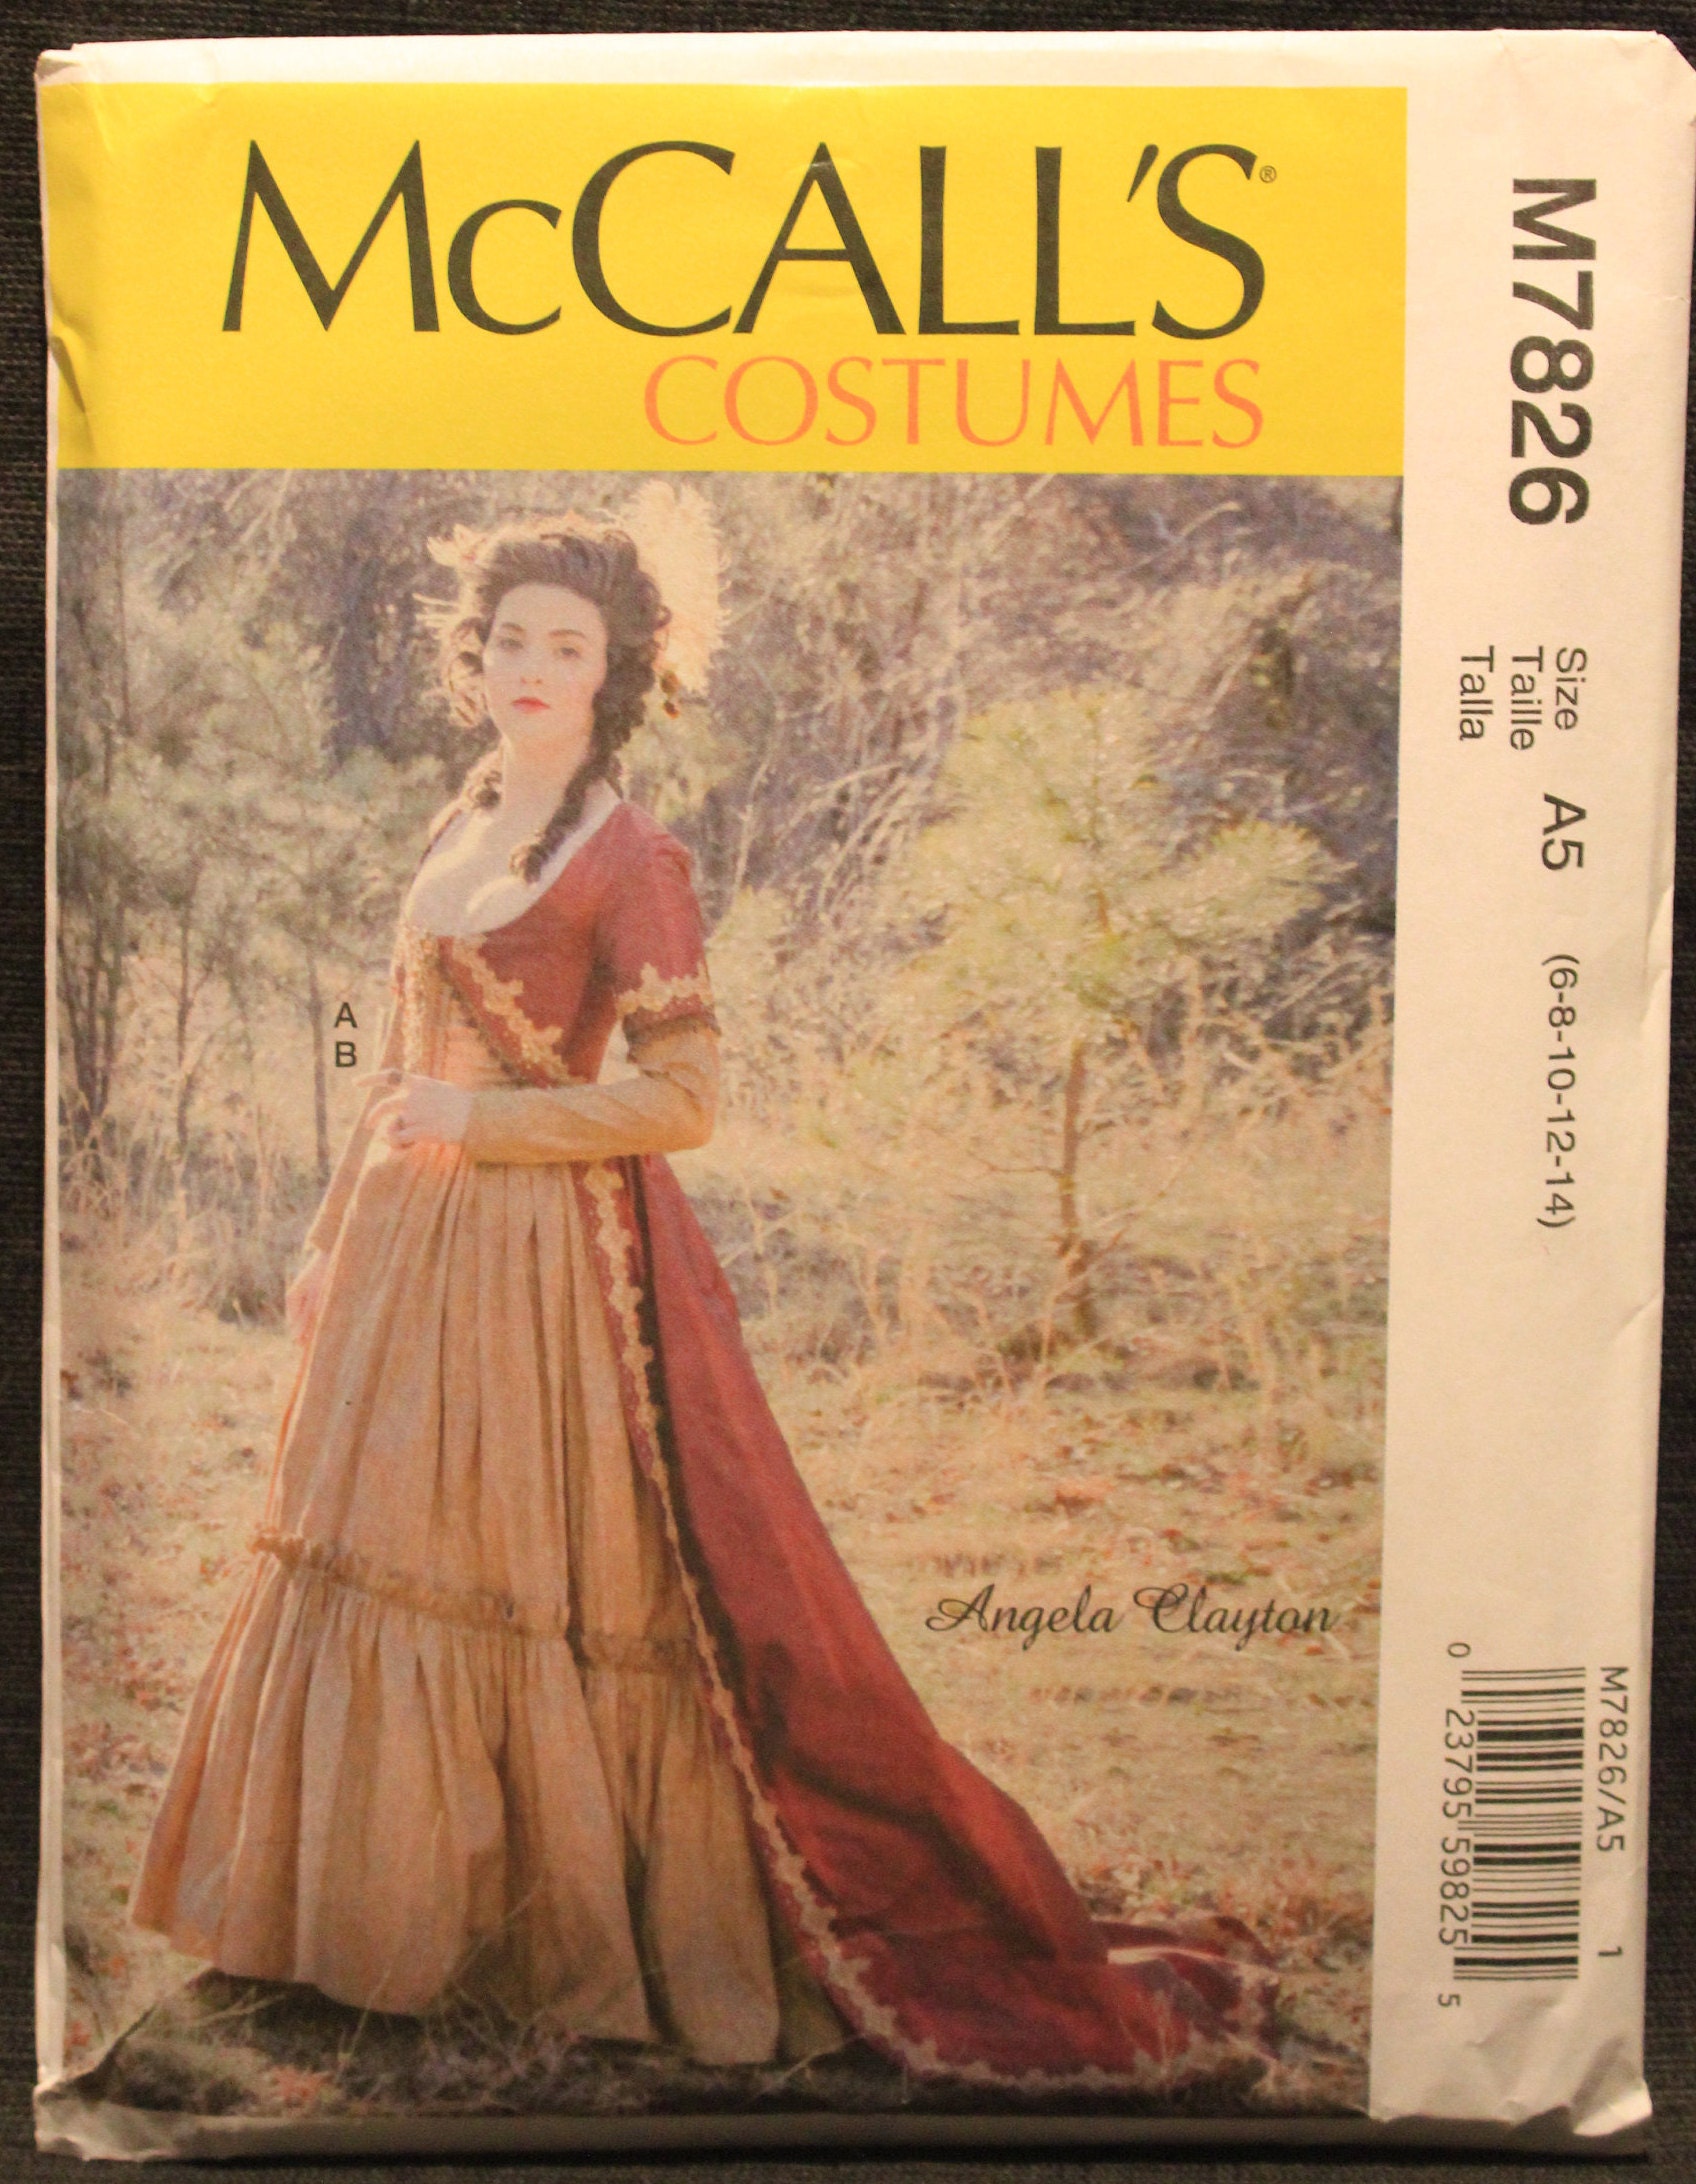 McCALL'S®
COSTUMES
A
B
Angela Clayton
M7826
Size
Taille
Talla
A5
(6-8-10-12-14)
M7826/A5
1
0 23795 59825 5